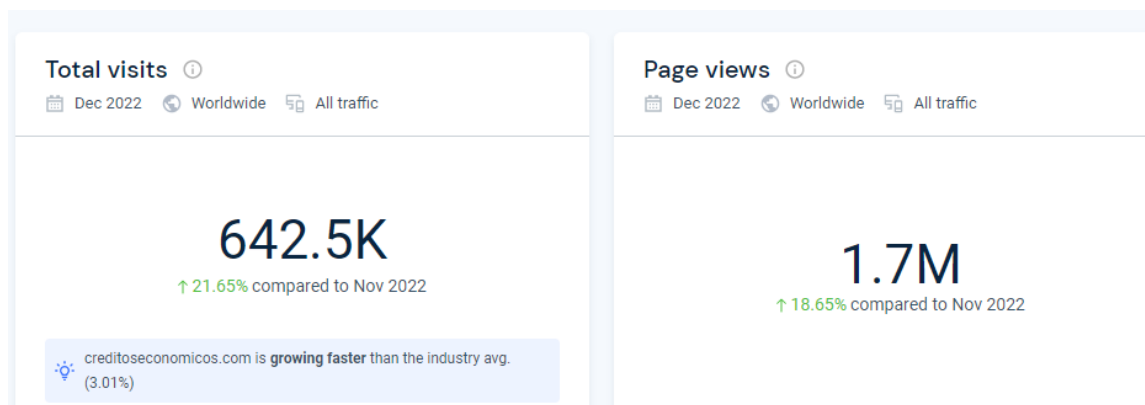 Total visits
Dec 2022 Worldwide All traffic
642.5K
↑ 21.65% compared to Nov 2022
creditoseconomicos.com is growing faster than the industry avg.
(3.01%)
Page views
Dec 2022 Worldwide All traffic
1.7M
↑ 18.65% compared to Nov 2022